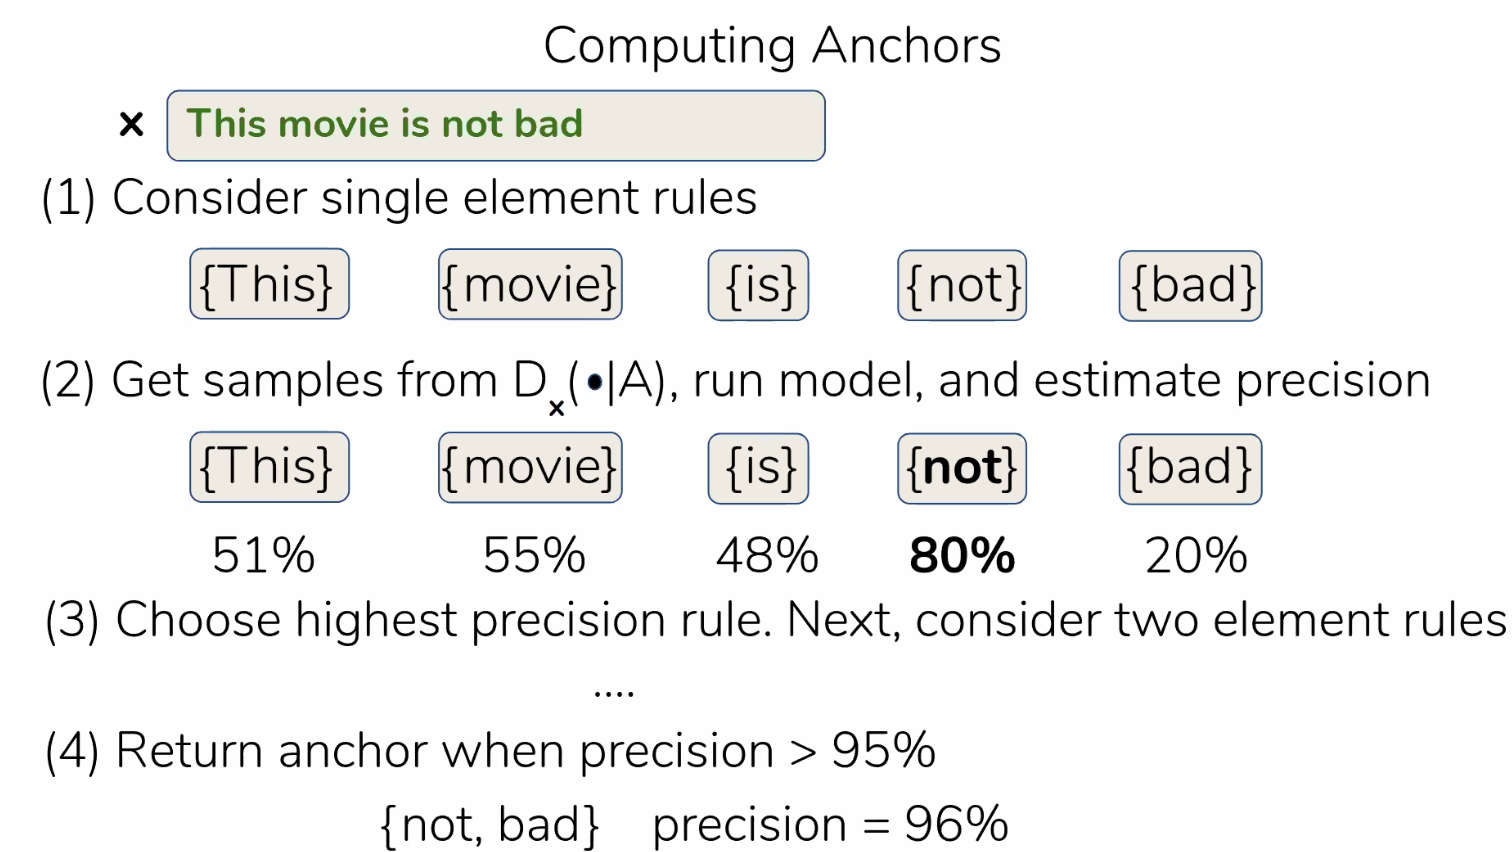 Computing Anchors
x This movie is not bad
(1) Consider single element rules
{This} {movie} {is} {not} {bad}
(2) Get samples from Dx(•|A), run model, and estimate precision
{This} {movie} {is} {not} {bad}
51% 55% 48% 80% 20%
(3) Choose highest precision rule. Next, consider two element rules
....
(4) Return anchor when precision > 95%
{not, bad} precision = 96%